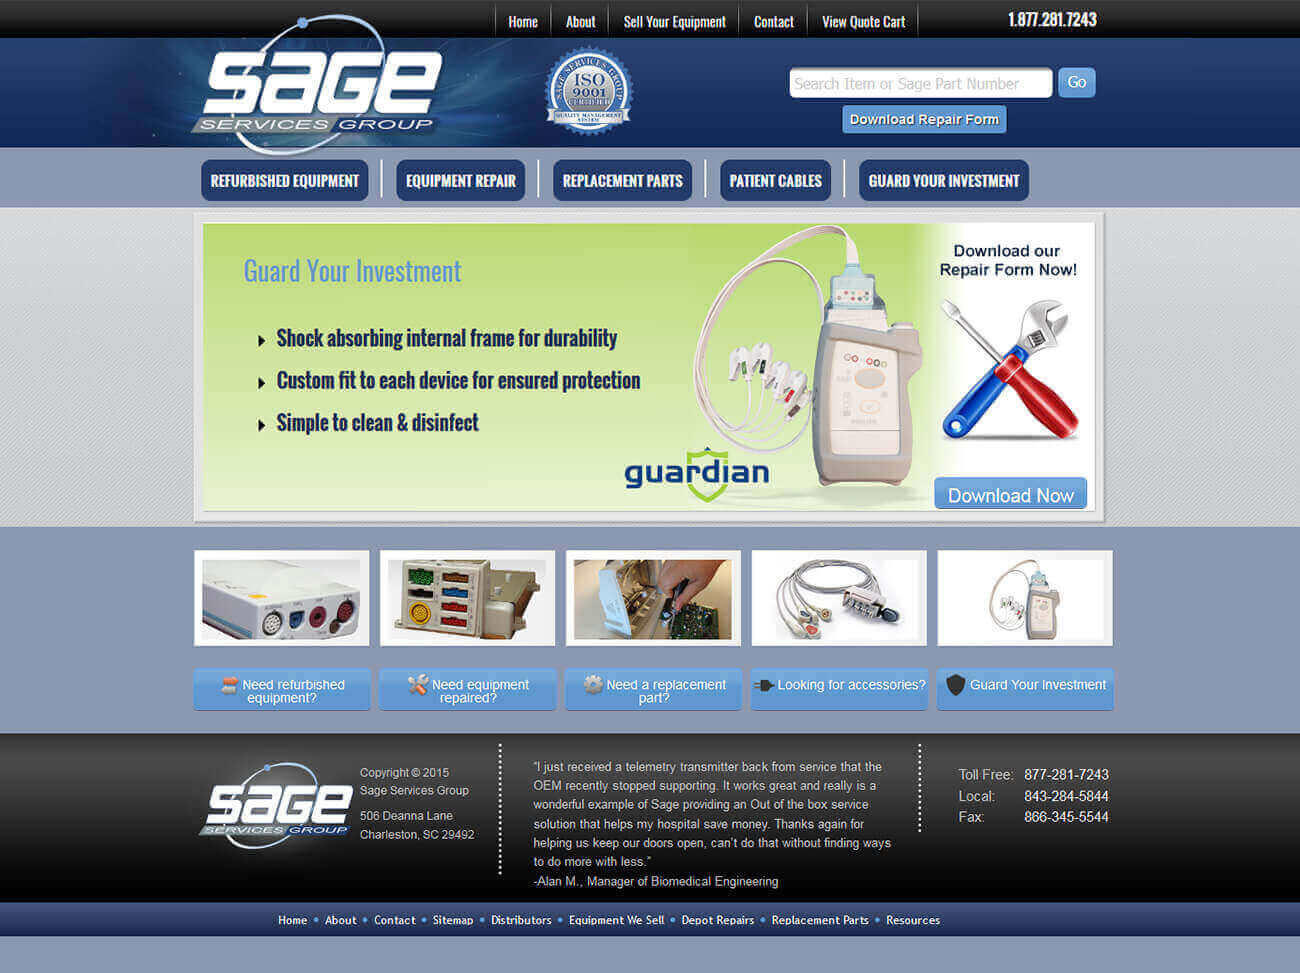 Home About Sell Your Equipment Contact View Quote Cart
1.877.281.7243
SAGE
SERVICES GROUP
SAGE SERVICES GROUP
ISO
9001
CERTIFIED
QUALITY MANAGEMENT
SYSTEM
Search Item or Sage Part Number Go
Download Repair Form
REFURBISHED EQUIPMENT EQUIPMENT REPAIR REPLACEMENT PARTS PATIENT CABLES GUARD YOUR INVESTMENT
Guard Your Investment
Shock absorbing internal frame for durability
Custom fit to each device for ensured protection
Simple to clean & disinfect
guardian
PHILIPS
Download our
Repair Form Now!
Download Now
Need refurbished
equipment?
Need equipment
repaired?
Need a replacement
part?
Looking for accessories?
Guard Your Investment
SAGE
SERVICES GROUP
Copyright © 2015
Sage Services Group
506 Deanna Lane
Charleston, SC 29492
"I just received a telemetry transmitter back from service that the
OEM recently stopped supporting. It works great and really is a
wonderful example of Sage providing an Out of the box service
solution that helps my hospital save money. Thanks again for
helping us keep our doors open, can't do that without finding ways
to do more with less."
-Alan M., Manager of Biomedical Engineering
Toll Free: 877-281-7243
Local: 843-284-5844
Fax: 866-345-5544
Home • About • Contact • Sitemap • Distributors • Equipment We Sell • Depot Repairs • Replacement Parts • Resources